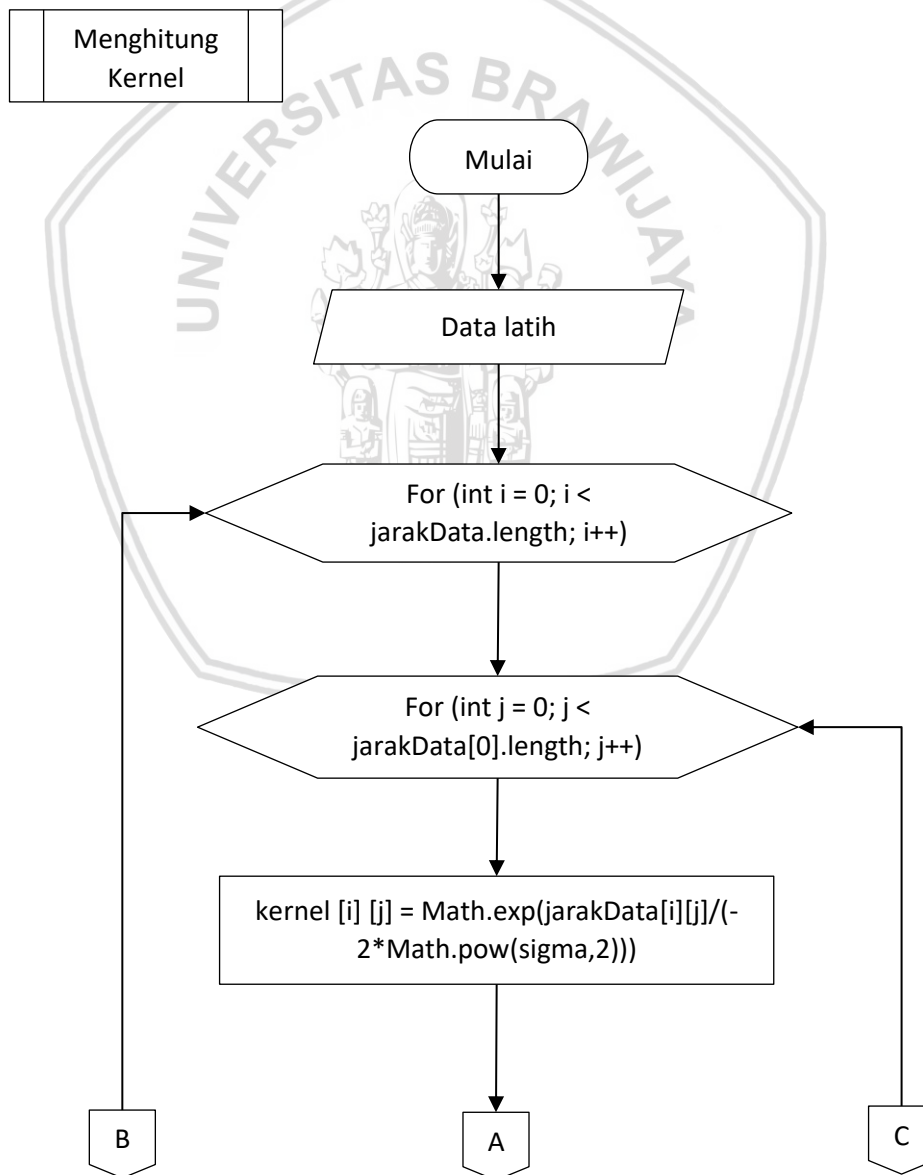 Menghitung
Kernel
UNIVERSITAS BRAWIJAYA
Mulai
Data latih
For (int i = 0; i <
jarakData.length; i++)
For (int j = 0; j <
jarakData[0].length; j++)
kernel [i] [j] = Math.exp(jarakData[i][j]/(-
2*Math.pow(sigma,2)))
B
A
C